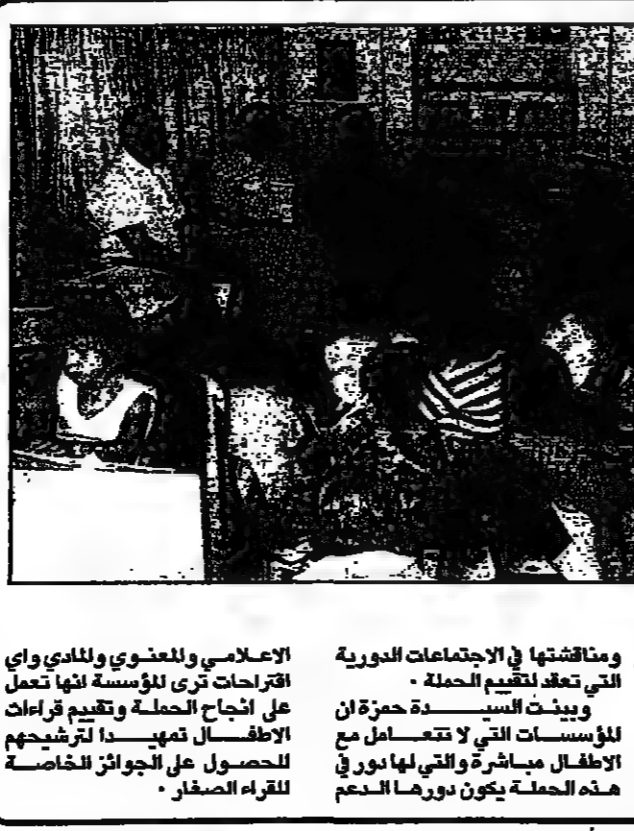 ومناقشتها في الاجتماعات الدورية
التي تعقد لتقييم الحملة .
وبينت السيدة حمزة ان
المؤسسات التي لا تتعامل مع
الاطفال مباشرة والتي لها دور في
هذه الحملة يكون دورها الدعم
الاعلامي والمعنوي والمادي واي
اقتراحات ترى المؤسسة انها تعمل
على انجاح الحملة وتقييم قراءات
الاطفال تمهيدا لترشيحهم
للحصول على الجوائز الخاصة
للقراء الصغار .